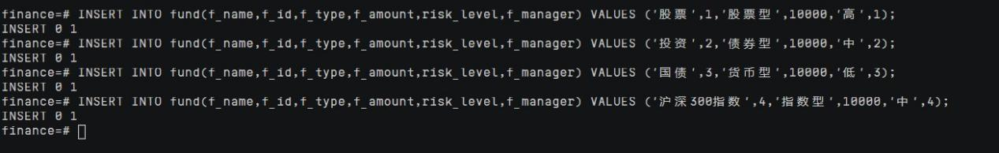 finance=# INSERT INTO fund(f_name,f_id,f_type,f_amount,risk_level,f_manager) VALUES ('股票',1,'股票型',10000,'高',1);
INSERT 0 1
finance=# INSERT INTO fund(f_name,f_id,f_type,f_amount,risk_level,f_manager) VALUES ('投资',2,'债券型',10000,'中',2);
INSERT 0 1
finance=# INSERT INTO fund(f_name,f_id,f_type,f_amount,risk_level,f_manager) VALUES ('国债',3,'货币型',10000,'低',3);
INSERT 0 1
finance=# INSERT INTO fund(f_name,f_id,f_type,f_amount,risk_level,f_manager) VALUES ('沪深300指数',4,'指数型',10000,'中',4);
INSERT 0 1
finance=#